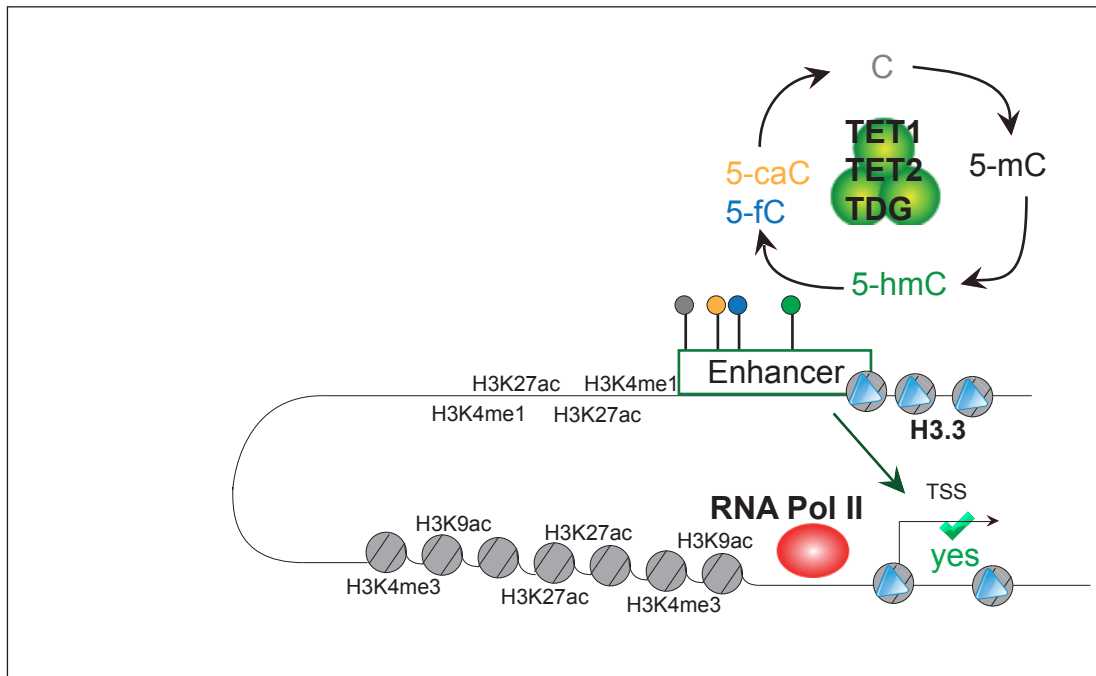 C
TET1
5-caC
TET2
5-mC
5-fC
TDG
5-hmC
Enhancer
H3K27ac
H3K4me1
H3K4me1
H3K27ac
H3.3
TSS
RNA Pol II
H3K9ac
H3K27ac
H3K9ac
yes
H3K4me3
H3K27ac
H3K4me3